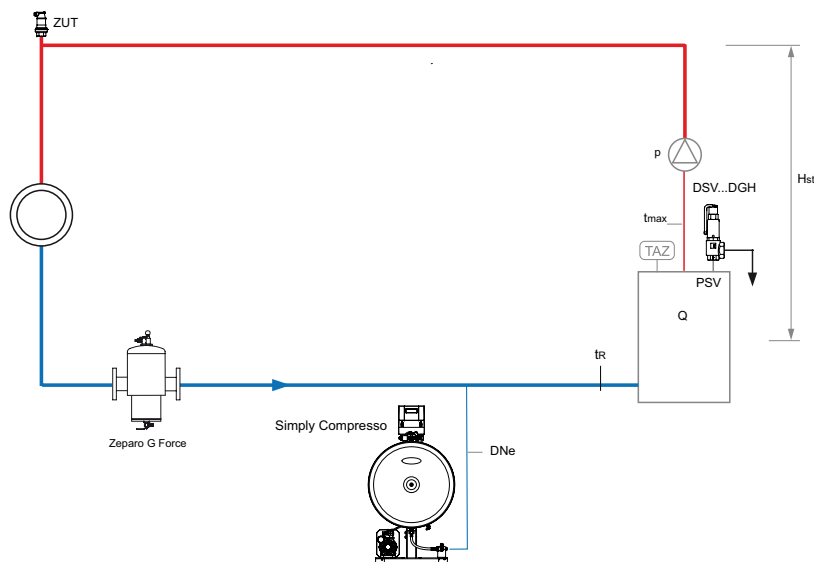 ZUT
p
Hst
DSV...DGH
tmax
TAZ
PSV
Q
tR
Simply Compresso
Zeparo G Force
DNe